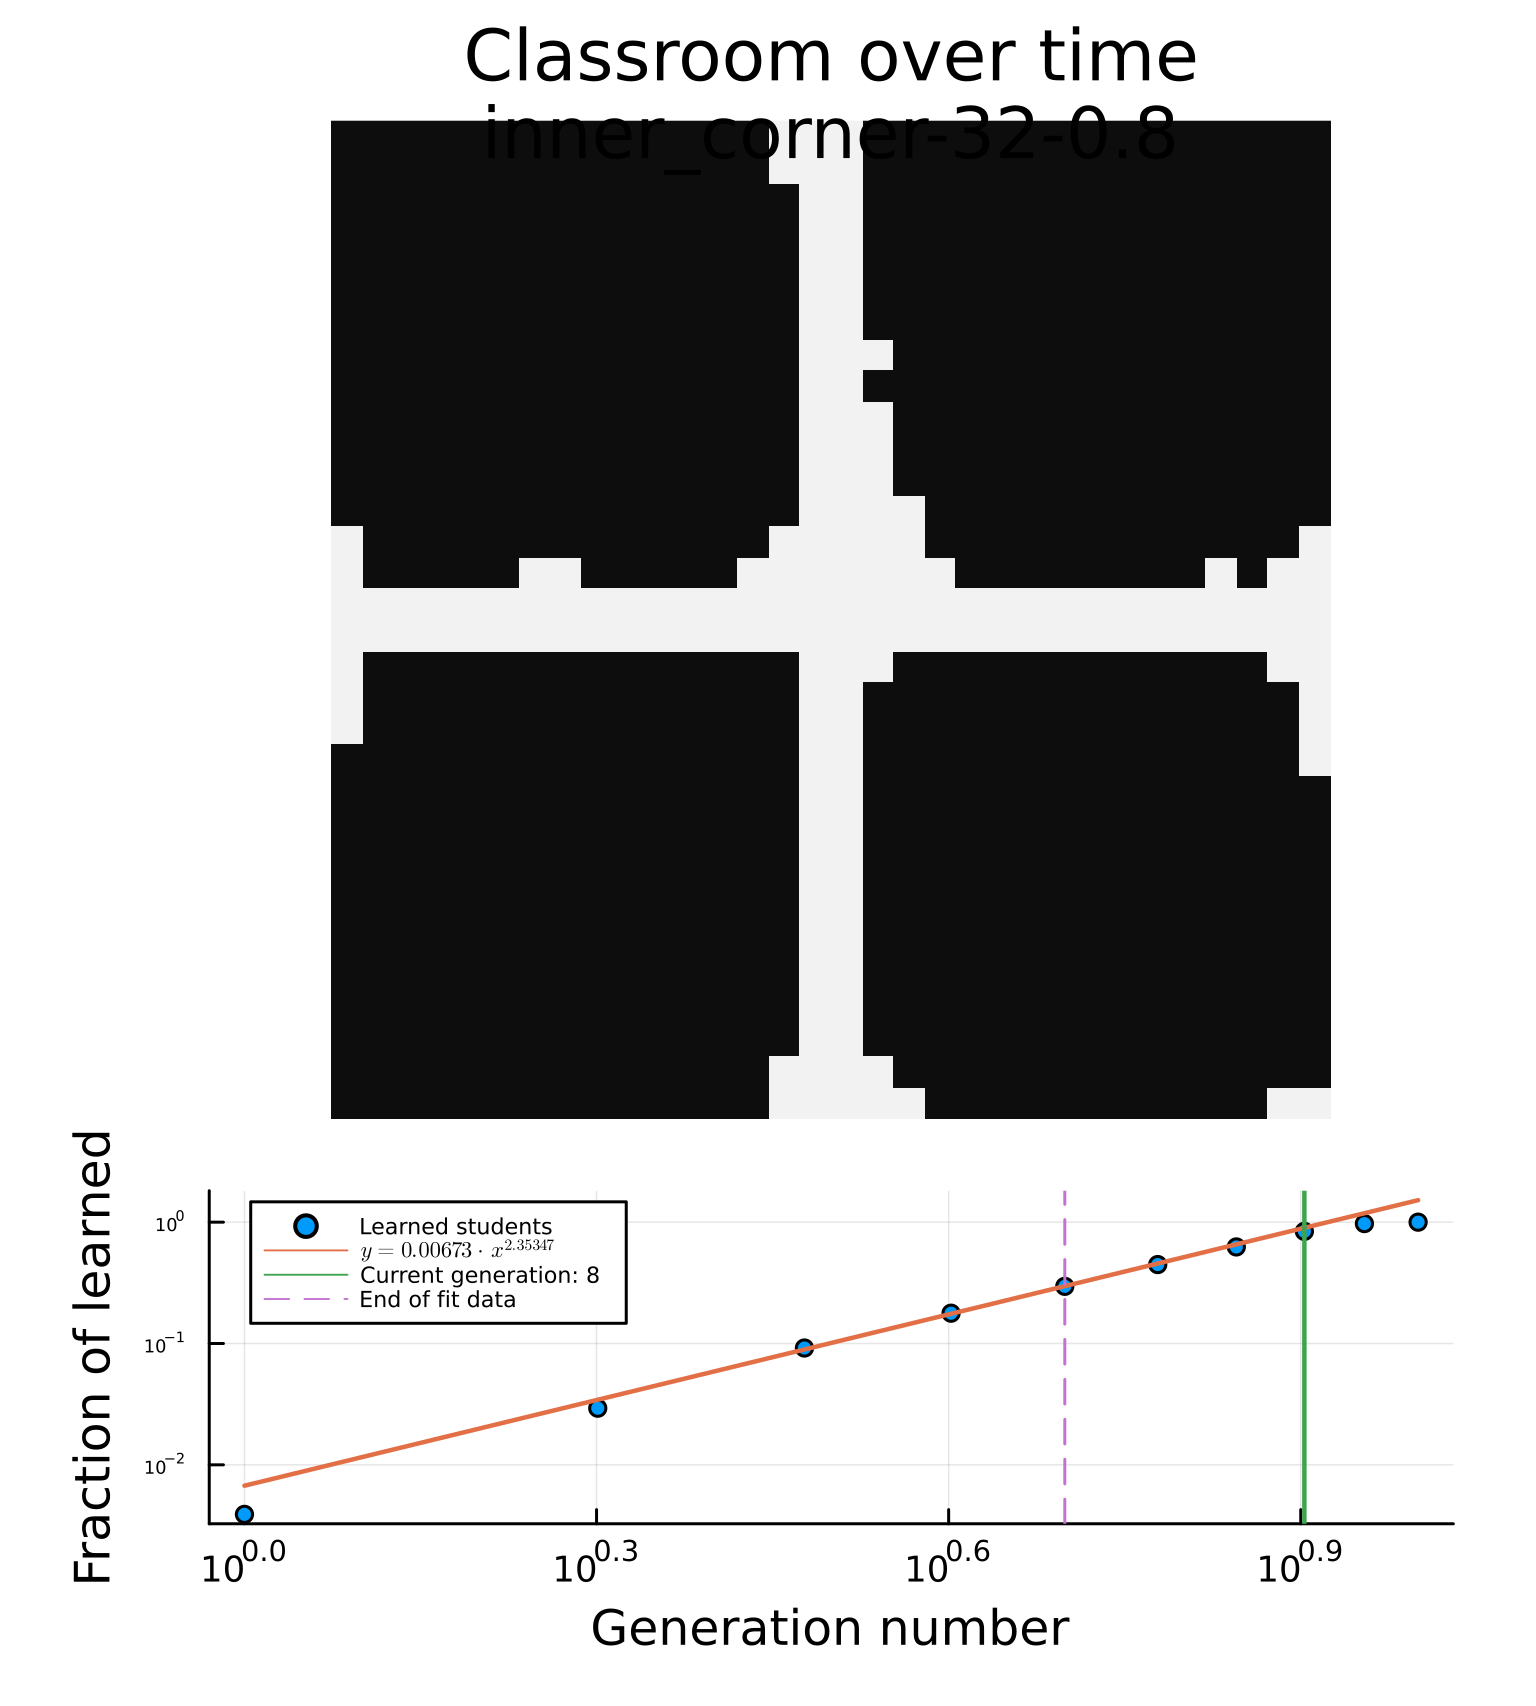 Classroom over time
inner_corner-32-0.8
Fraction of learned
10^0
10^−1
10^−2
Learned students
y = 0.00673 · x^2.35347
Current generation: 8
End of fit data
10^0.0 10^0.3 10^0.6 10^0.9
Generation number